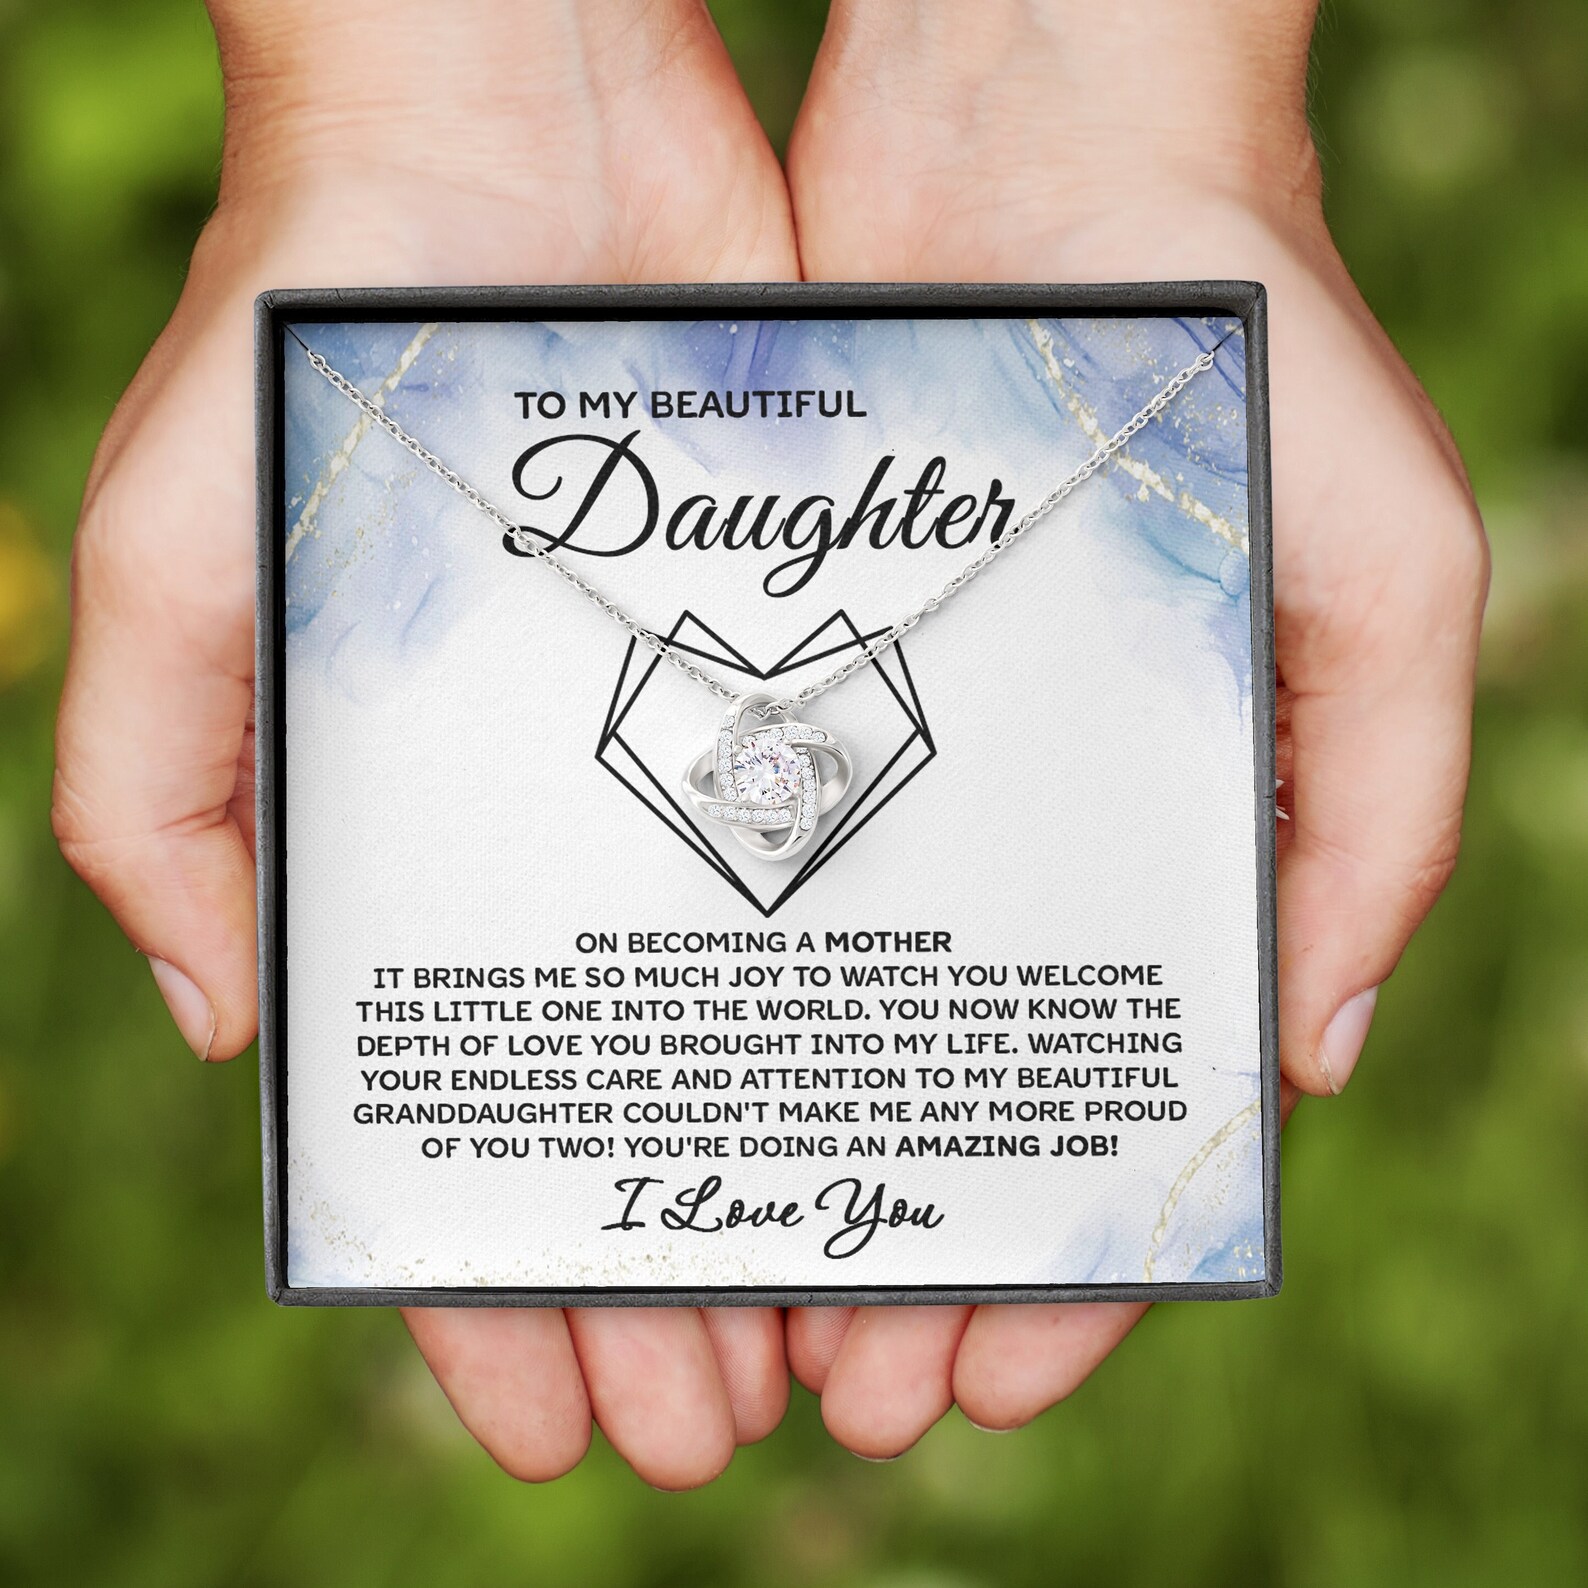 TO MY BEAUTIFUL
Daughter
ON BECOMING A MOTHER
IT BRINGS ME SO MUCH JOY TO WATCH YOU WELCOME
THIS LITTLE ONE INTO THE WORLD. YOU NOW KNOW THE
DEPTH OF LOVE YOU BROUGHT INTO MY LIFE. WATCHING
YOUR ENDLESS CARE AND ATTENTION TO MY BEAUTIFUL
GRANDDAUGHTER COULDN'T MAKE ME ANY MORE PROUD
OF YOU TWO! YOU'RE DOING AN AMAZING JOB!
I Love You